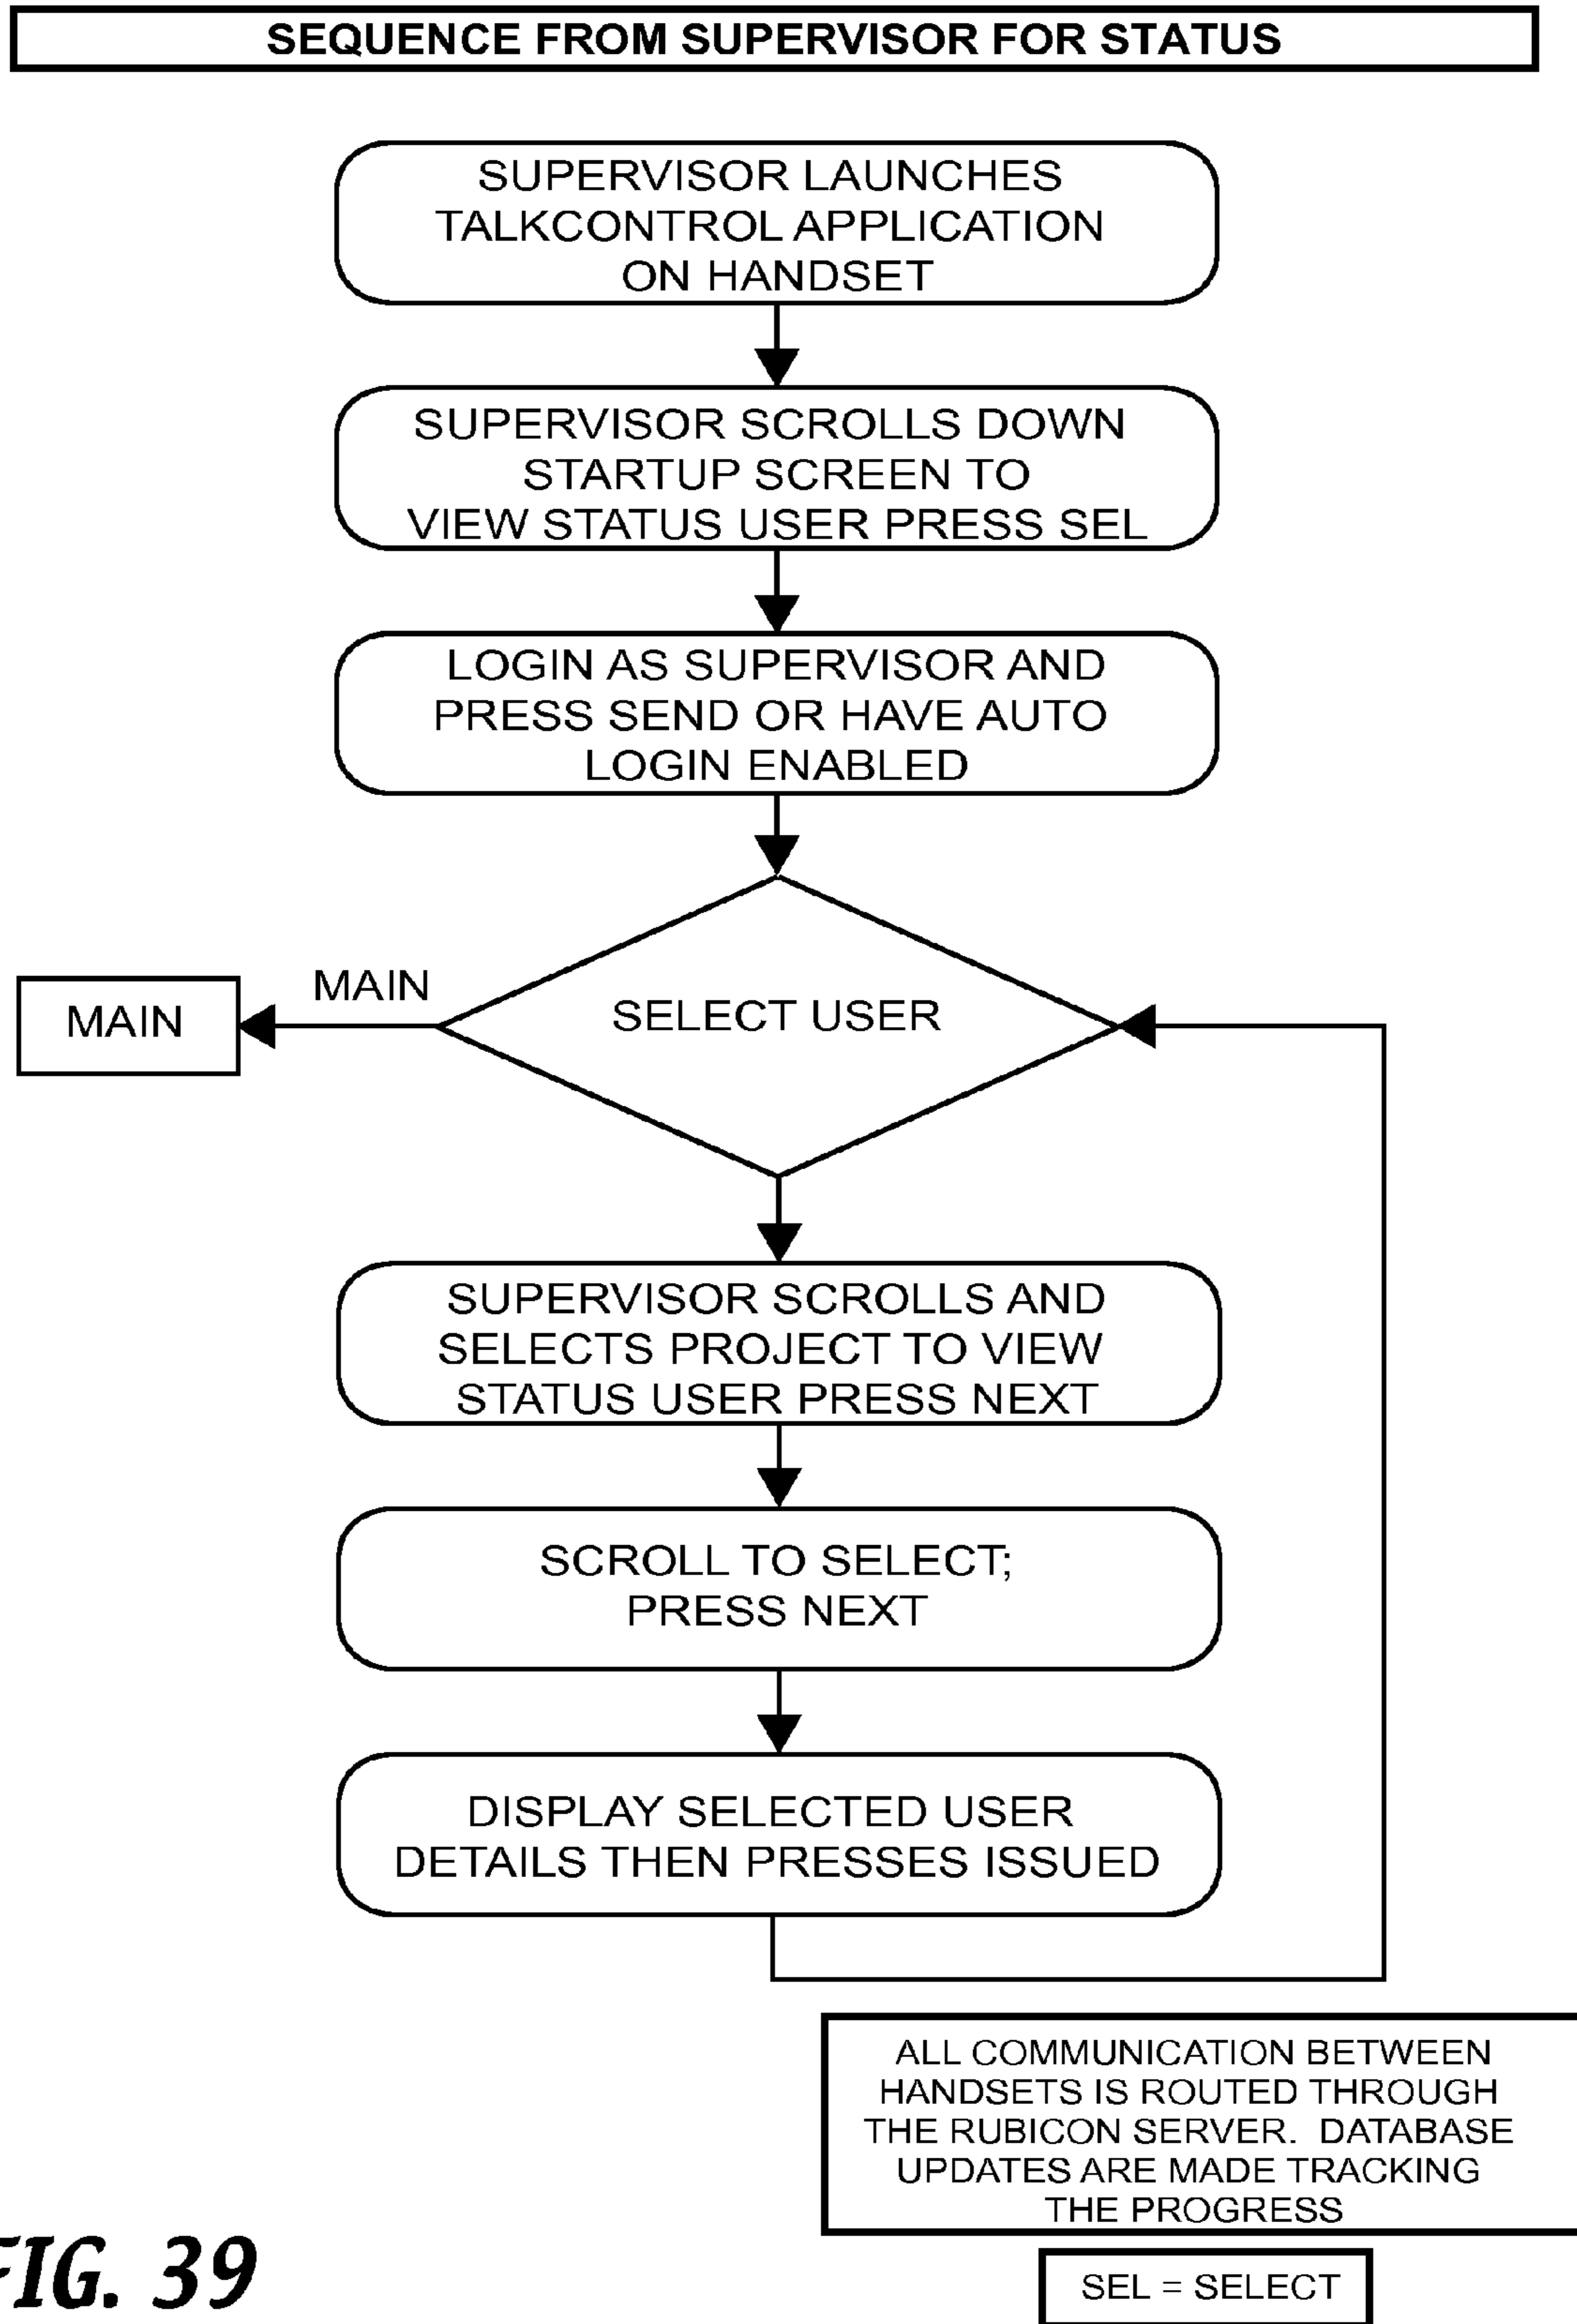 SEQUENCE FROM SUPERVISOR FOR STATUS
SUPERVISOR LAUNCHES
TALKCONTROL APPLICATION
ON HANDSET
SUPERVISOR SCROLLS DOWN
STARTUP SCREEN TO
VIEW STATUS USER PRESS SEL
LOGIN AS SUPERVISOR AND
PRESS SEND OR HAVE AUTO
LOGIN ENABLED
MAIN
MAIN
SELECT USER
SUPERVISOR SCROLLS AND
SELECTS PROJECT TO VIEW
STATUS USER PRESS NEXT
SCROLL TO SELECT;
PRESS NEXT
DISPLAY SELECTED USER
DETAILS THEN PRESSES ISSUED
ALL COMMUNICATION BETWEEN
HANDSETS IS ROUTED THROUGH
THE RUBICON SERVER.  DATABASE
UPDATES ARE MADE TRACKING
THE PROGRESS
SEL = SELECT
FIG. 39